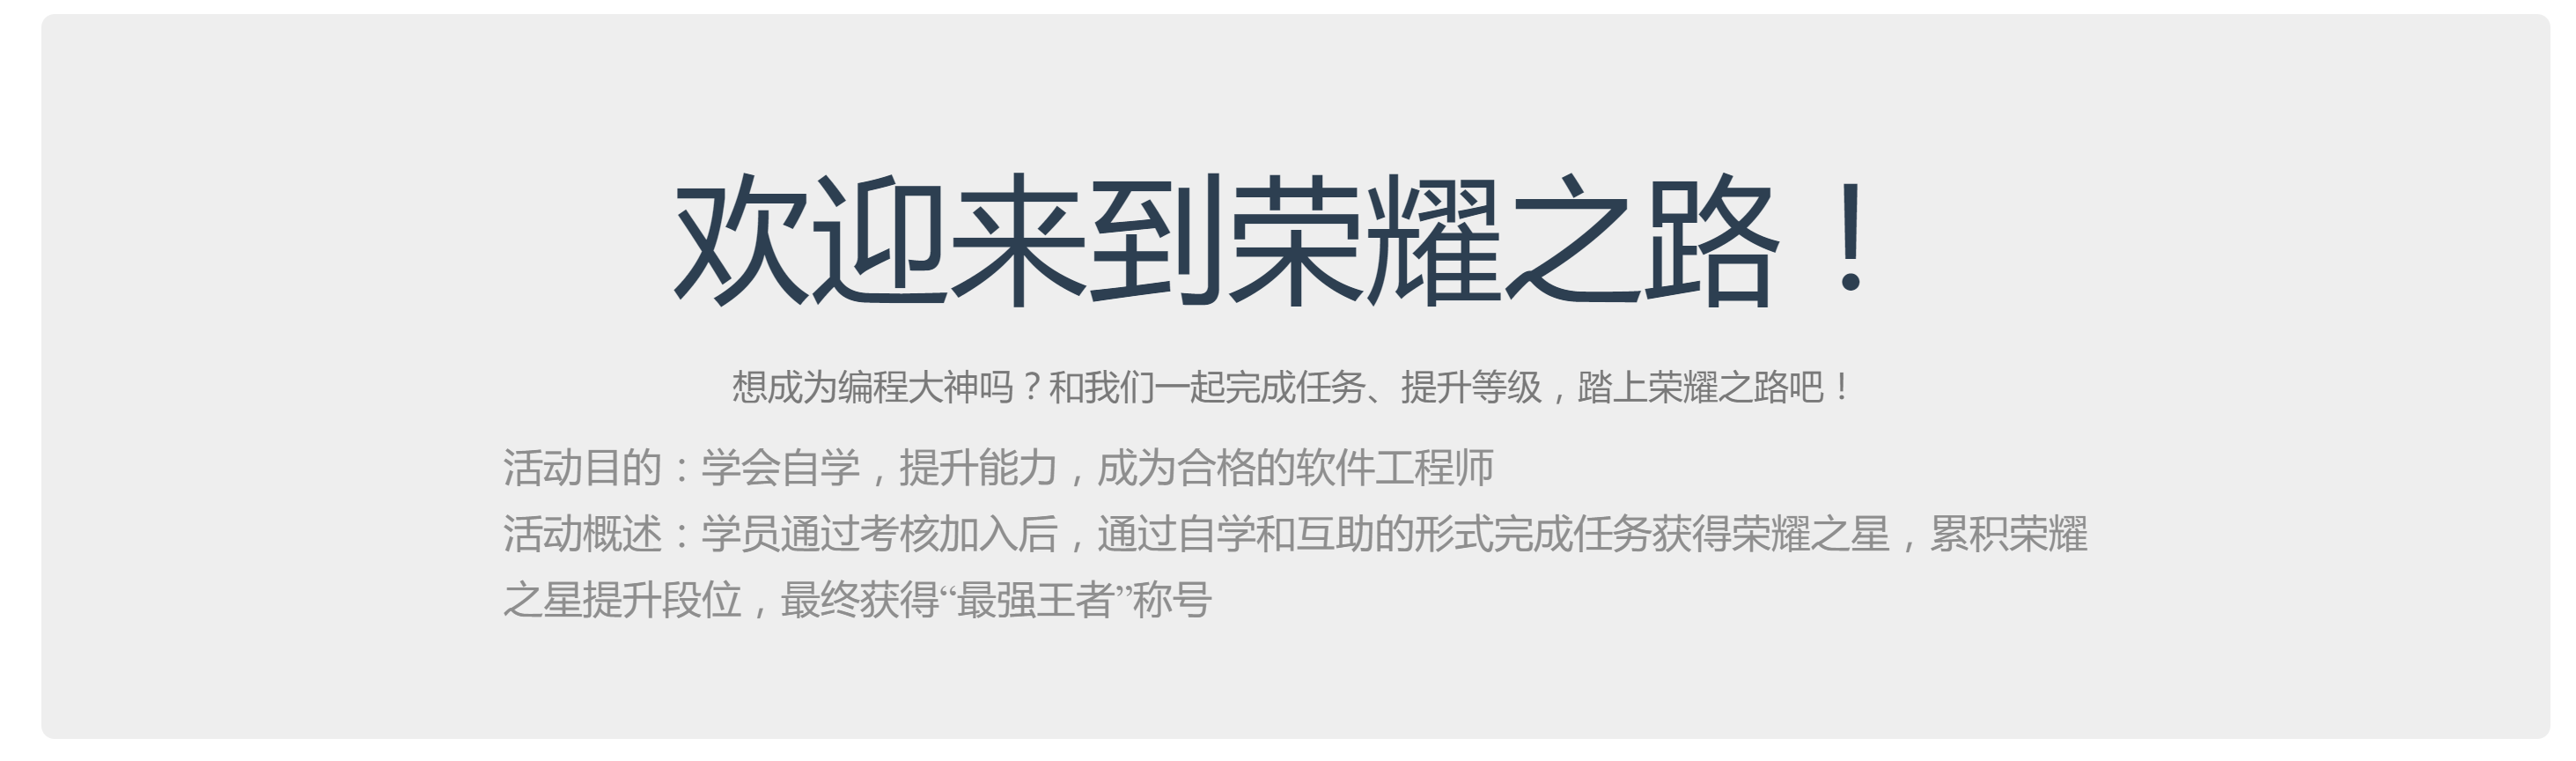 欢迎来到荣耀之路！
想成为编程大神吗？和我们一起完成任务、提升等级，踏上荣耀之路吧！
活动目的：学会自学，提升能力，成为合格的软件工程师
活动概述：学员通过考核加入后，通过自学和互助的形式完成任务获得荣耀之星，累积荣耀
之星提升段位，最终获得“最强王者”称号